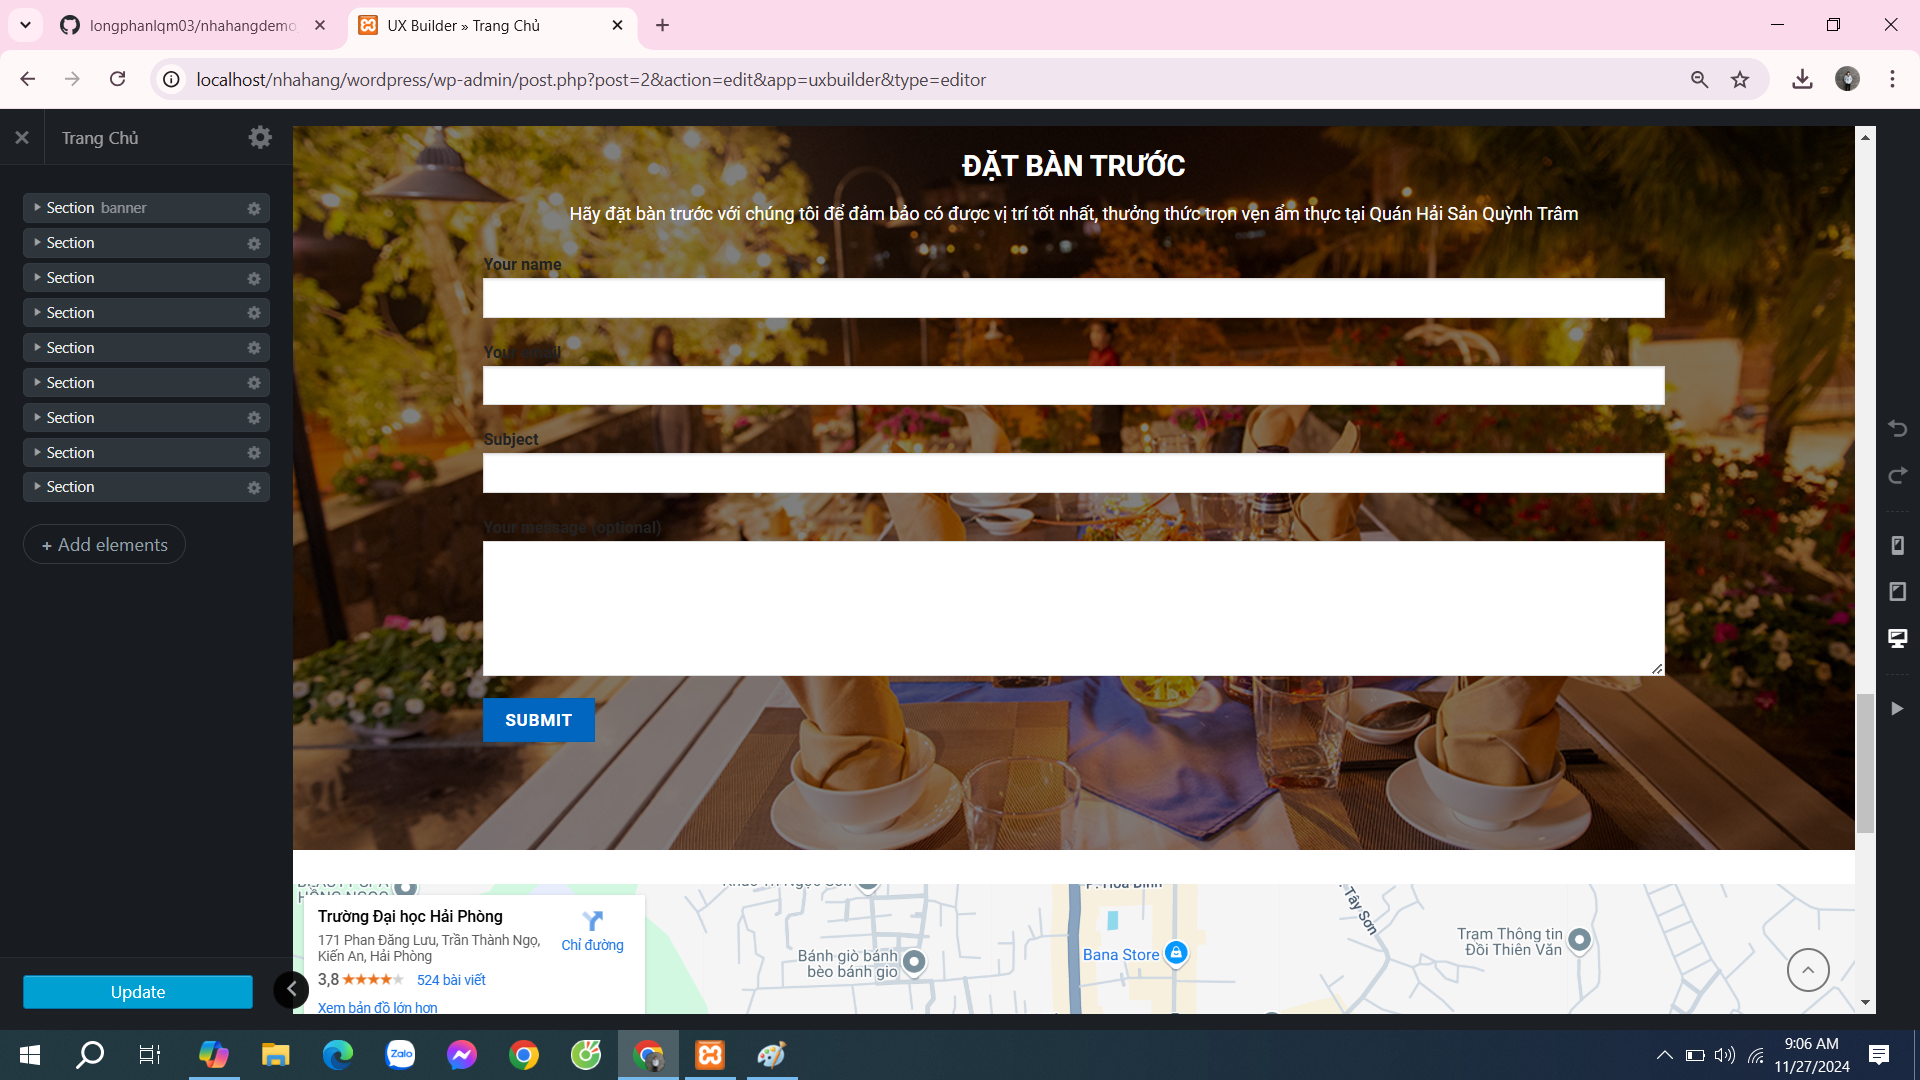 longphanlqm03/nhahangdemo
UX Builder » Trang Chủ
localhost/nhahang/wordpress/wp-admin/post.php?post=2&action=edit&app=uxbuilder&type=editor
Trang Chủ
Section banner
Section
Section
Section
Section
Section
Section
Section
Section
+ Add elements
Update
ĐẶT BÀN TRƯỚC
Hãy đặt bàn trước với chúng tôi để đảm bảo có được vị trí tốt nhất, thưởng thức trọn vẹn ẩm thực tại Quán Hải Sản Quỳnh Trâm
Your name
Your email
Subject
Your message (optional)
SUBMIT
Trường Đại học Hải Phòng
171 Phan Đăng Lưu, Trần Thành Ngọ,
Kiến An, Hải Phòng
3,8
524 bài viết
Xem bản đồ lớn hơn
Chỉ đường
Bánh giò bánh
bèo bánh gio
Bana Store
Tây Sơn
Trạm Thông tin
Đồi Thiên Văn
Zalo
9:06 AM
11/27/2024